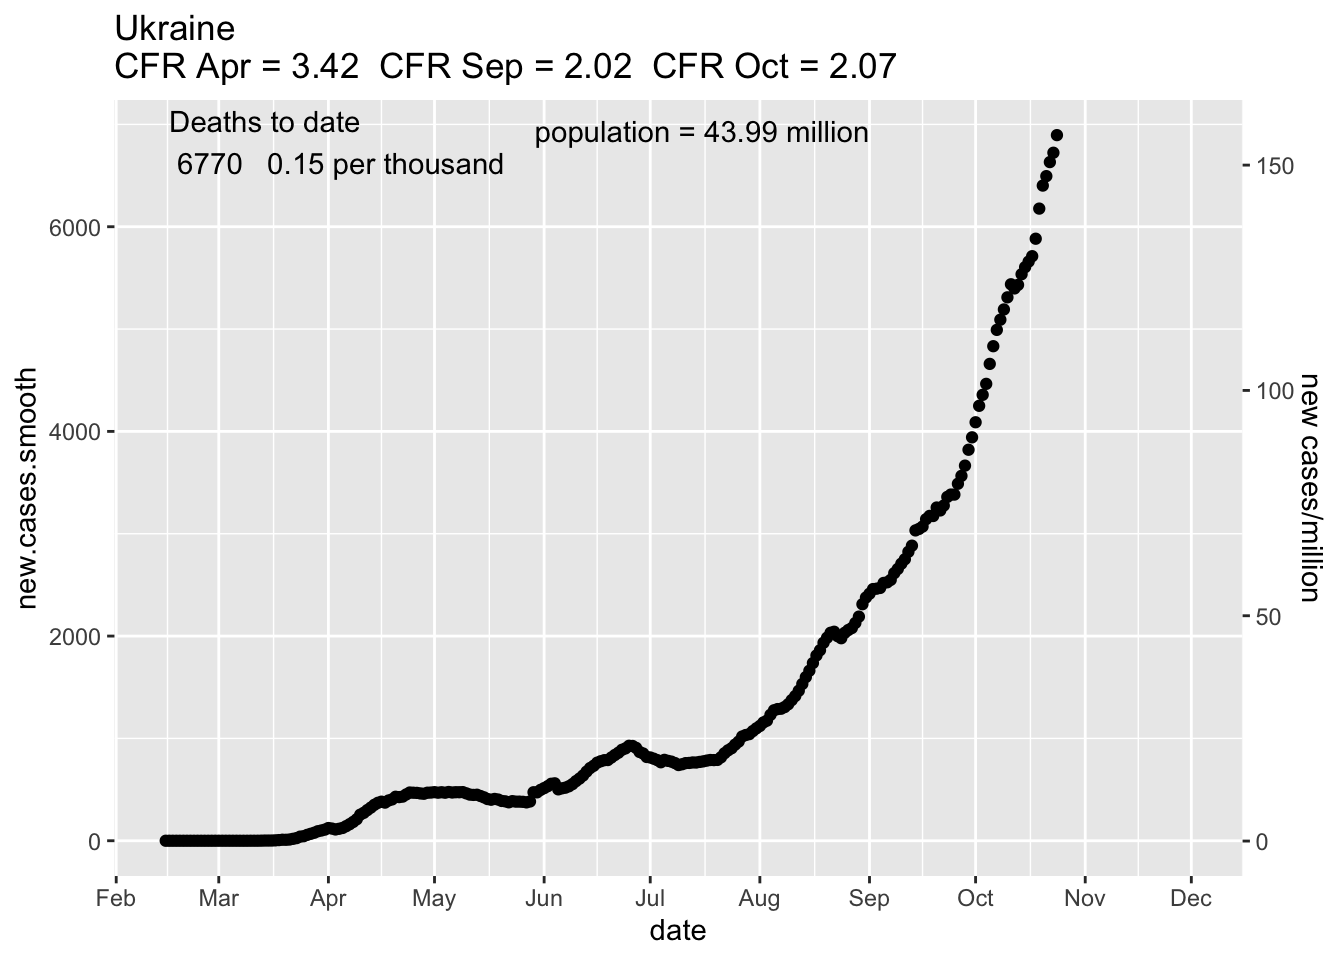 Ukraine
CFR Apr = 3.42  CFR Sep = 2.02  CFR Oct = 2.07
Deaths to date
6770   0.15 per thousand
population = 43.99 million
new.cases.smooth
6000
4000
2000
0
150
100
50
0
new cases/million
Feb Mar Apr May Jun Jul Aug Sep Oct Nov Dec
date